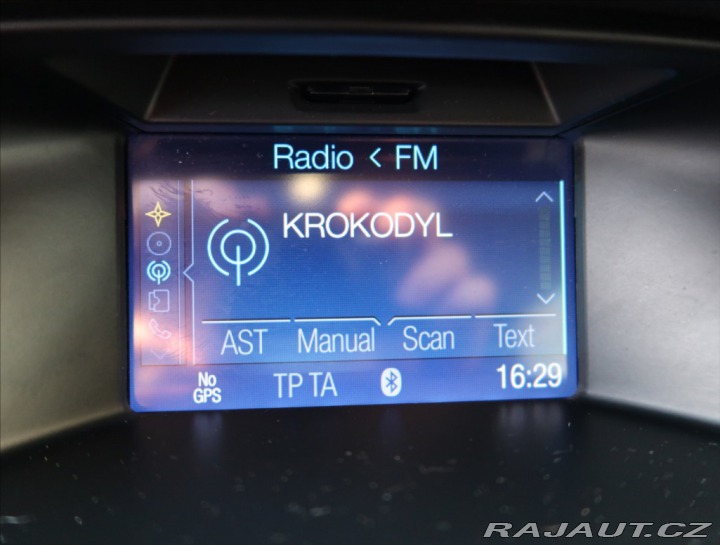 Radio < FM
KROKODYL
AST Manual Scan Text
No GPS TP TA 16:29
RAJAUT.CZ